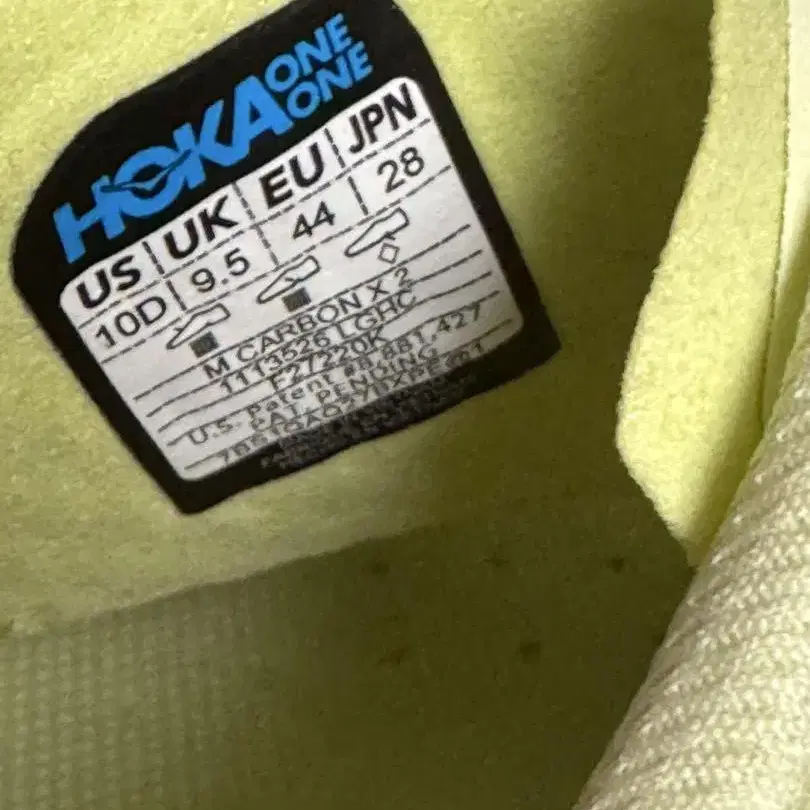 HOKA ONE ONE
US UK EU JPN
10D 9.5 44 28
M CARBON X 2
1113526 LGHC
F27220K
U.S. Patent #8,881,427
PAT. PENDING